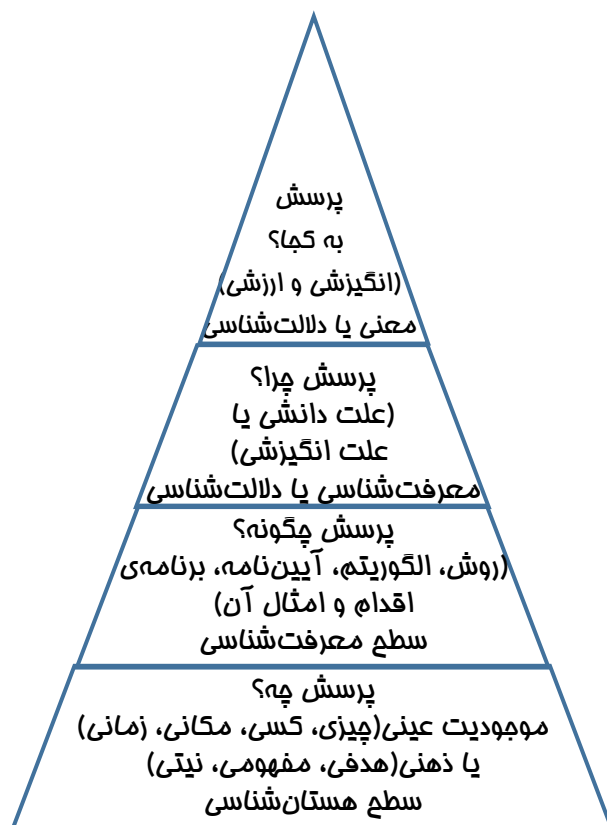 پرسش
به کجا؟
(انگیزشی و ارزشی)
معنی یا دلالت‌شناسی
پرسش چرا؟
(علت دانشی یا
علت انگیزشی)
معرفت‌شناسی یا دلالت‌شناسی
پرسش چگونه؟
(روش، الگوریتم، آیین‌نامه، برنامه‌ی
اقدام و امثال آن)
سطح معرفت‌شناسی
پرسش چه؟
موجودیت عینی(چیزی، کسی، مکانی، زمانی)
یا ذهنی(هدفی، مفهومی، نیتی)
سطح هستان‌شناسی